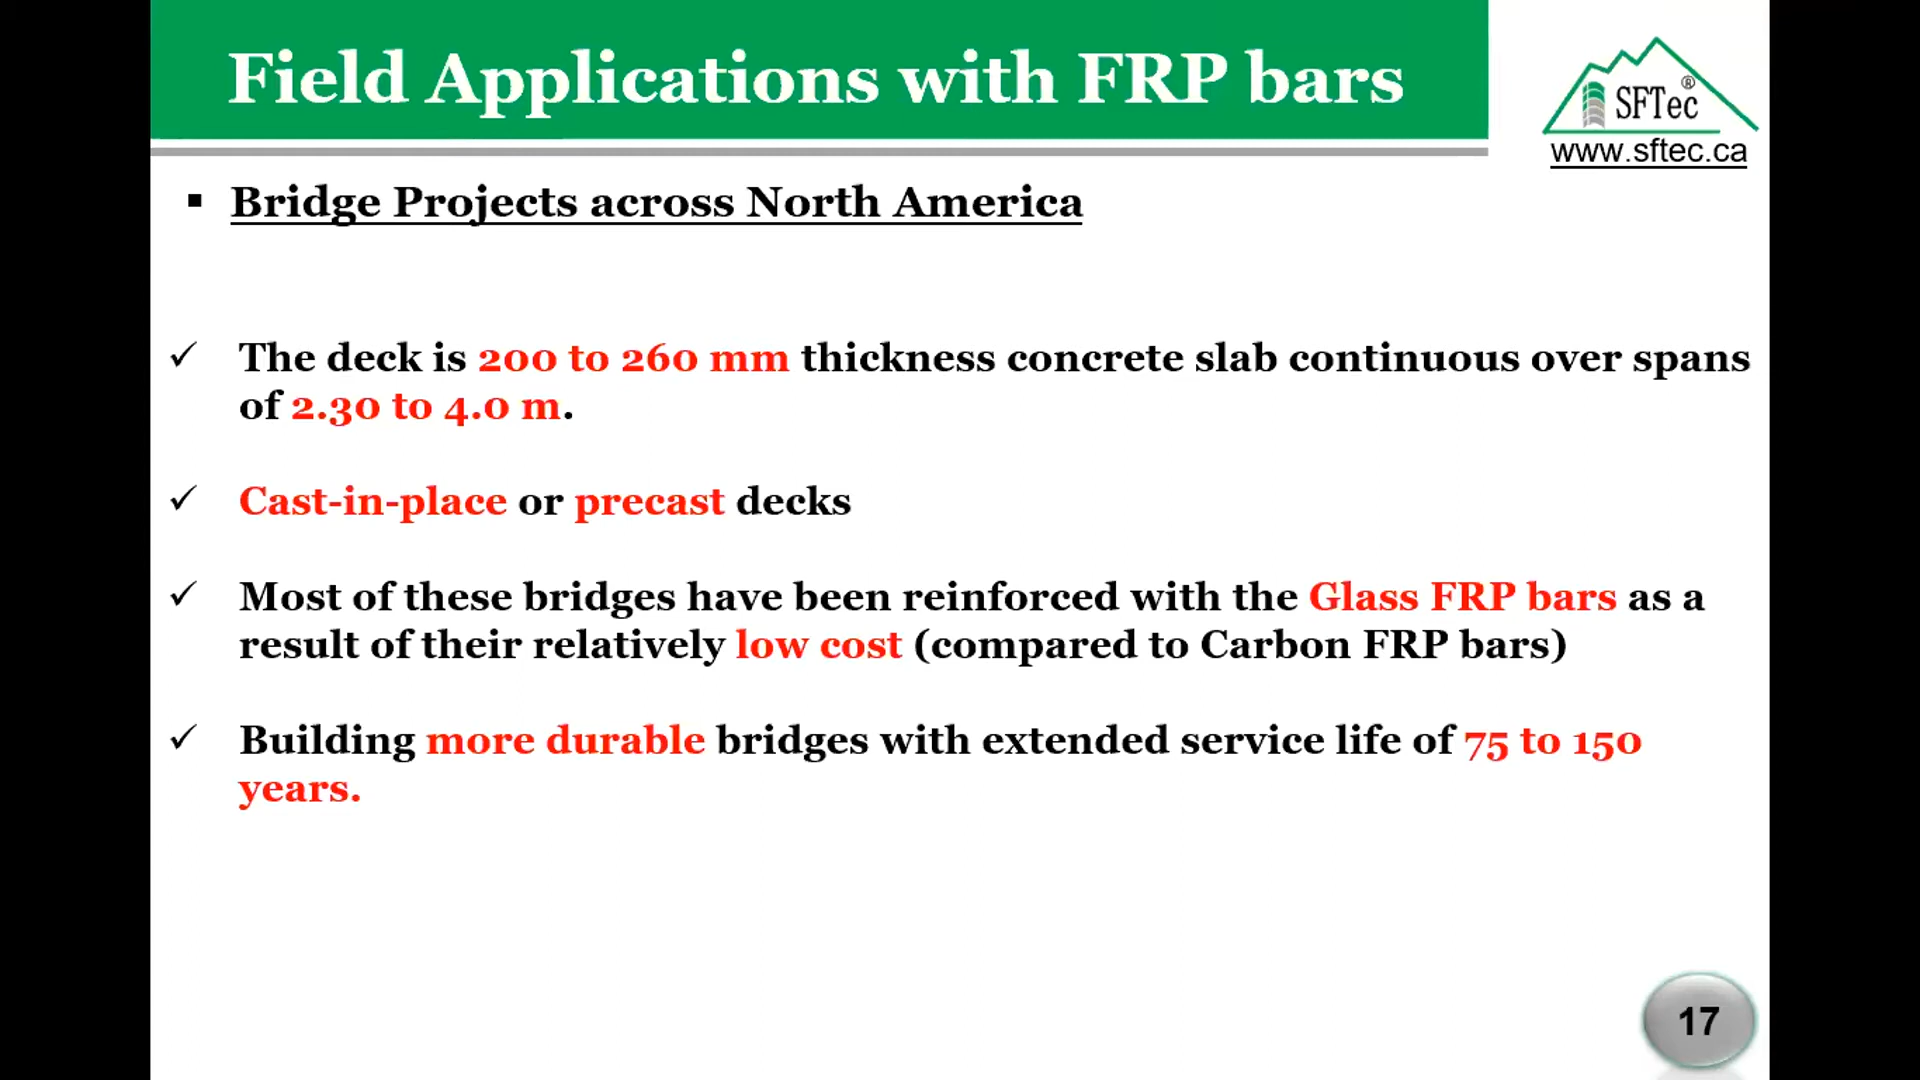 Field Applications with FRP bars
SFTec®
www.sftec.ca
▪ Bridge Projects across North America
✓ The deck is 200 to 260 mm thickness concrete slab continuous over spans
of 2.30 to 4.0 m.
✓ Cast-in-place or precast decks
✓ Most of these bridges have been reinforced with the Glass FRP bars as a
result of their relatively low cost (compared to Carbon FRP bars)
✓ Building more durable bridges with extended service life of 75 to 150
years.
17